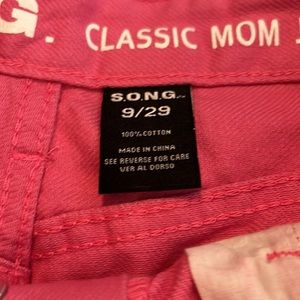 G. CLASSIC MOM
S.O.N.G.
9/29
100% COTTON
MADE IN CHINA
SEE REVERSE FOR CARE
VER AL DORSO